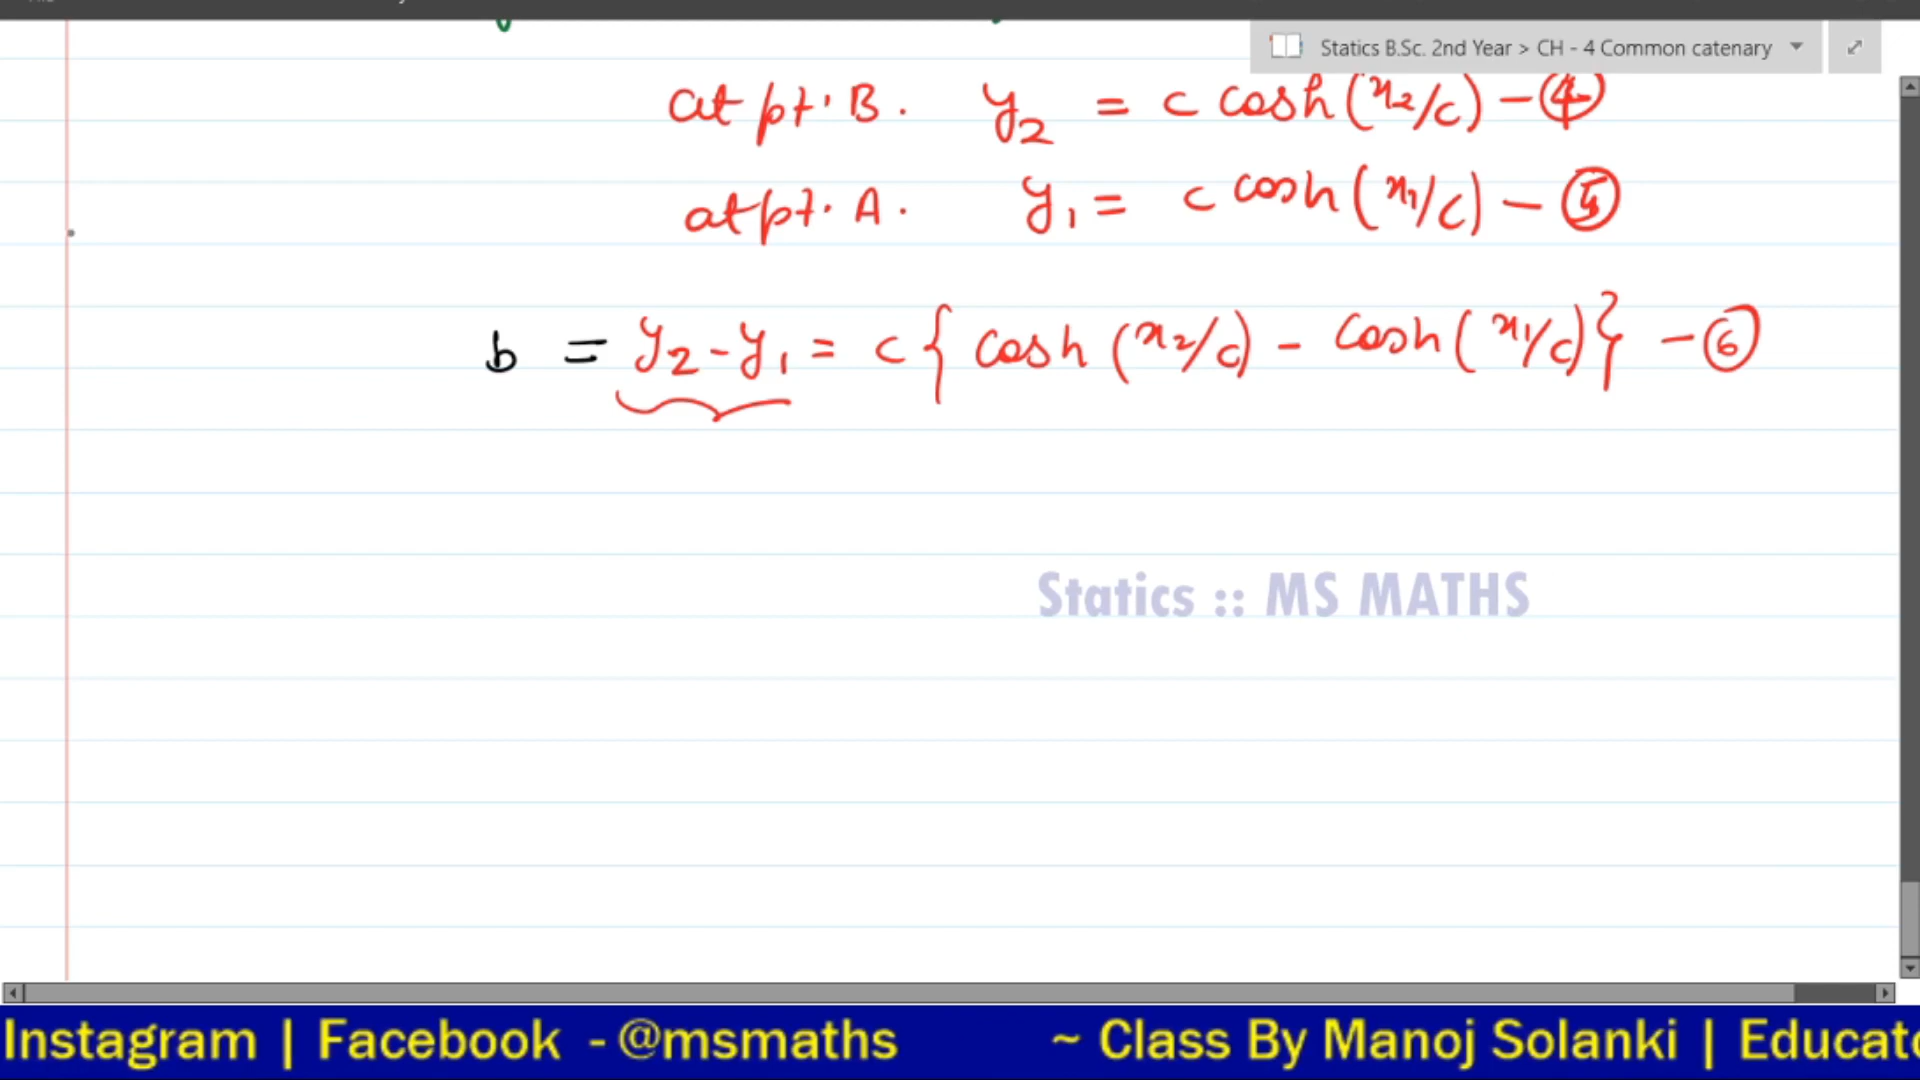 Statics B.Sc. 2nd Year > CH - 4 Common catenary
at pt. B. y₂ = c cosh(x₂/c) - ④
at pt. A. y₁ = c cosh(x₁/c) - ⑤
b = y₂ - y₁ = c { cosh (x₂/c) - cosh( x₁/c) } - ⑥
Statics :: MS MATHS
Instagram | Facebook - @msmaths ~ Class By Manoj Solanki |